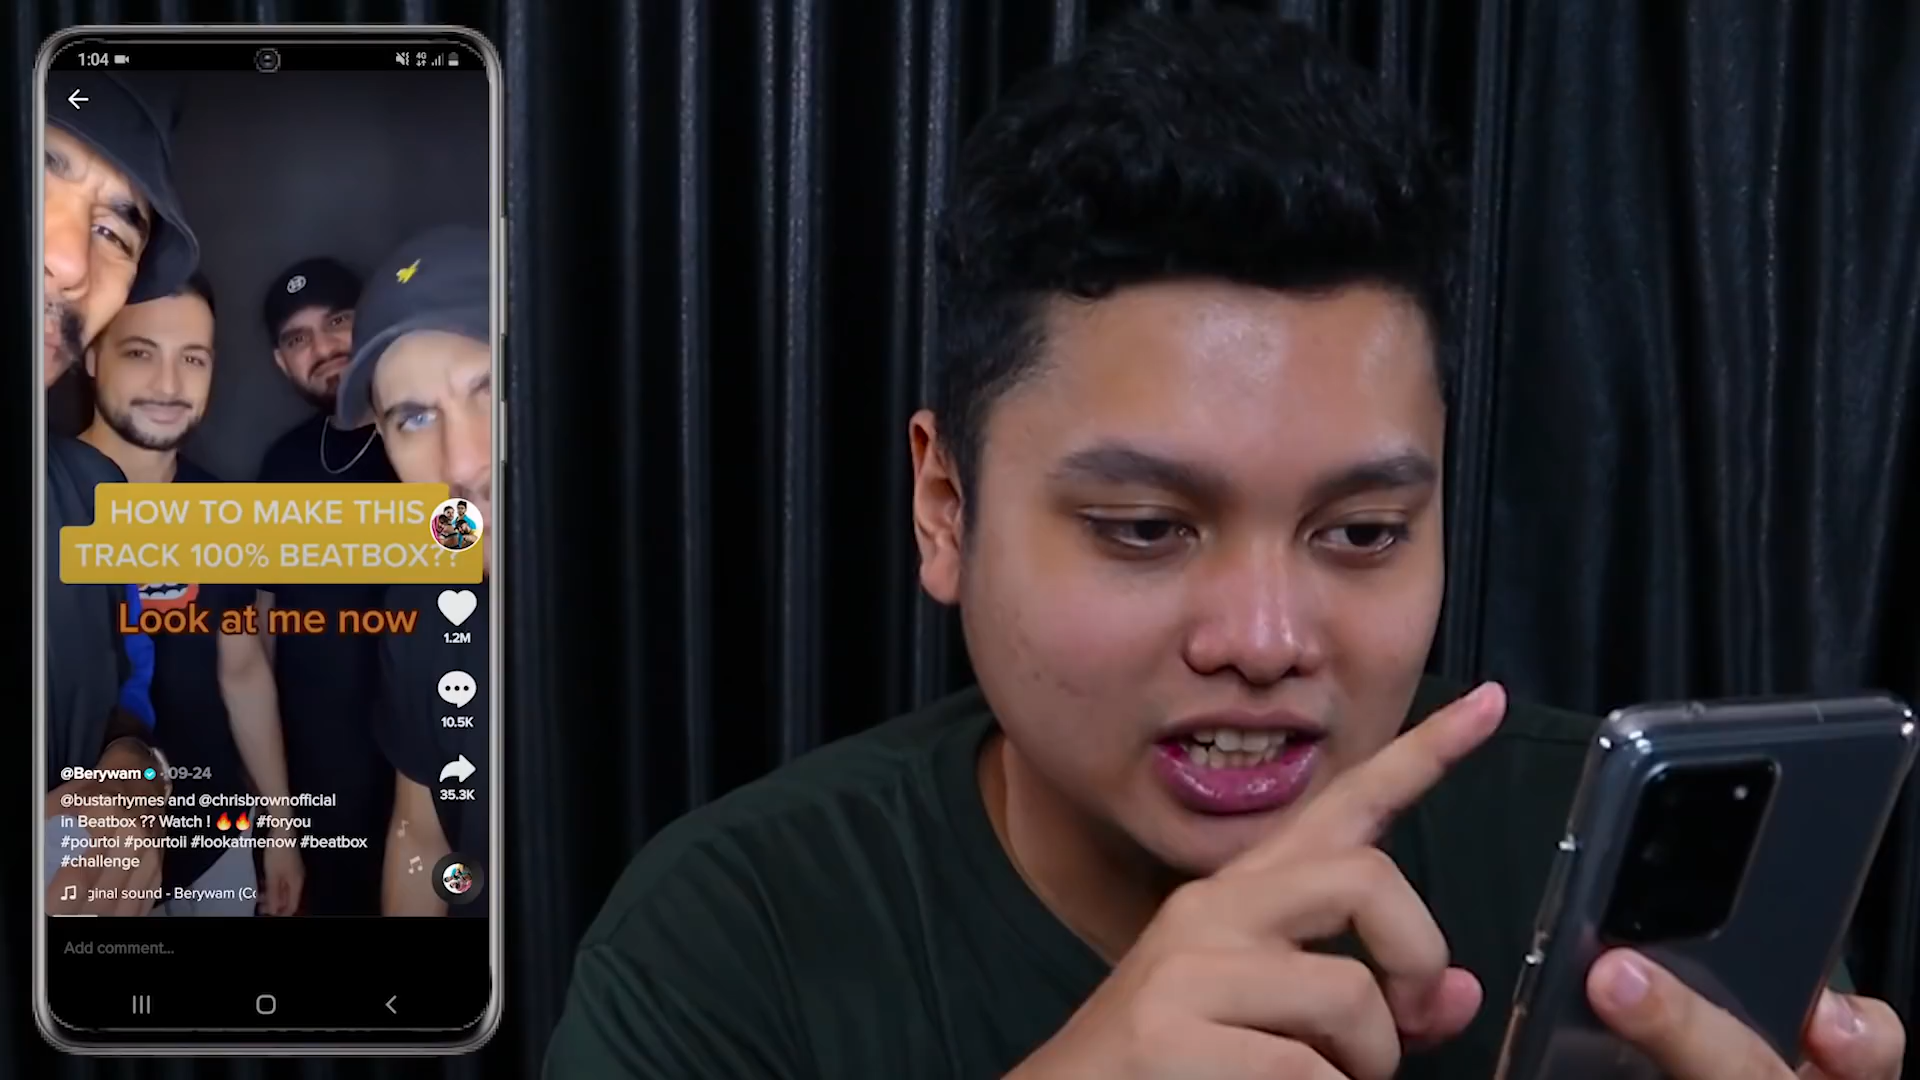 1:04
4G
HOW TO MAKE THIS
TRACK 100% BEATBOX??
Look at me now
1.2M
10.5K
35.3K
@Berywam · 09-24
@bustarhymes and @chrisbrownofficial
in Beatbox ?? Watch ! 🔥🔥 #foryou
#pourtoi #pourtoii #lookatmenow #beatbox
#challenge
ginal sound - Berywam (Co
Add comment...